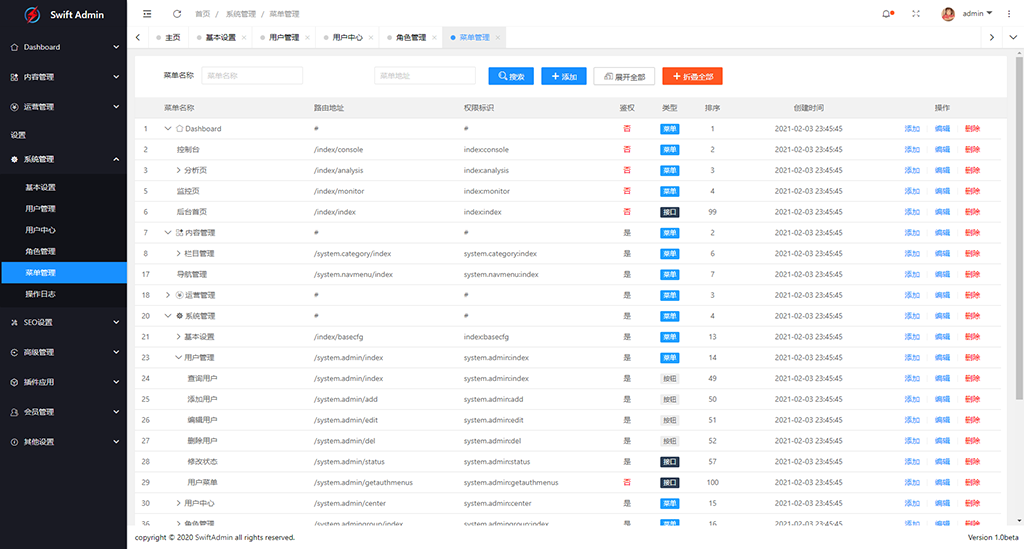 Swift Admin
首页 / 系统管理 / 菜单管理
admin
Dashboard
内容管理
运营管理
设置
系统管理
基本设置
用户管理
用户中心
角色管理
菜单管理
操作日志
SEO设置
高级管理
插件应用
会员管理
其他设置
主页 基本设置 × 用户管理 × 用户中心 × 角色管理 × 菜单管理 ×
菜单名称 菜单名称 菜单地址 搜索 添加 展开全部 折叠全部
菜单名称 路由地址 权限标识 鉴权 类型 排序 创建时间 操作
1 Dashboard # # 否 菜单 1 2021-02-03 23:45:45 添加 编辑 删除
2 控制台 /index/console index:console 否 菜单 2 2021-02-03 23:45:45 添加 编辑 删除
3 分析页 /index/analysis index:analysis 否 菜单 3 2021-02-03 23:45:45 添加 编辑 删除
5 监控页 /index/monitor index:monitor 否 菜单 4 2021-02-03 23:45:45 添加 编辑 删除
6 后台首页 /index/index index:index 否 接口 99 2021-02-03 23:45:45 添加 编辑 删除
7 内容管理 # # 是 菜单 2 2021-02-03 23:45:45 添加 编辑 删除
8 栏目管理 /system.category/index system.category:index 是 菜单 6 2021-02-03 23:45:45 添加 编辑 删除
17 导航管理 /system.navmenu/index system.navmenu:index 是 菜单 7 2021-02-03 23:45:45 添加 编辑 删除
18 运营管理 # # 是 菜单 3 2021-02-03 23:45:45 添加 编辑 删除
20 系统管理 # # 是 菜单 4 2021-02-03 23:45:45 添加 编辑 删除
21 基本设置 /index/basecfg index:basecfg 是 菜单 13 2021-02-03 23:45:45 添加 编辑 删除
23 用户管理 /system.admin/index system.admin:index 是 菜单 14 2021-02-03 23:45:45 添加 编辑 删除
24 查询用户 /system.admin/index system.admin:index 是 按钮 49 2021-02-03 23:45:45 添加 编辑 删除
25 添加用户 /system.admin/add system.admin:add 是 按钮 50 2021-02-03 23:45:45 添加 编辑 删除
26 编辑用户 /system.admin/edit system.admin:edit 是 按钮 51 2021-02-03 23:45:45 添加 编辑 删除
27 删除用户 /system.admin/del system.admin:del 是 按钮 52 2021-02-03 23:45:45 添加 编辑 删除
28 修改状态 /system.admin/status system.admin:status 是 接口 57 2021-02-03 23:45:45 添加 编辑 删除
29 用户菜单 /system.admin/getauthmenus system.admin:getauthmenus 否 接口 100 2021-02-03 23:45:45 添加 编辑 删除
30 用户中心 /system.admin/center system.admin:center 是 菜单 15 2021-02-03 23:45:45 添加 编辑 删除
36 角色管理 /system.admingroup/index system.admingroup:index 是 菜单 16 2021-02-03 23:45:45 添加 编辑 删除
copyright © 2020 SwiftAdmin all rights reserved.
Version 1.0beta